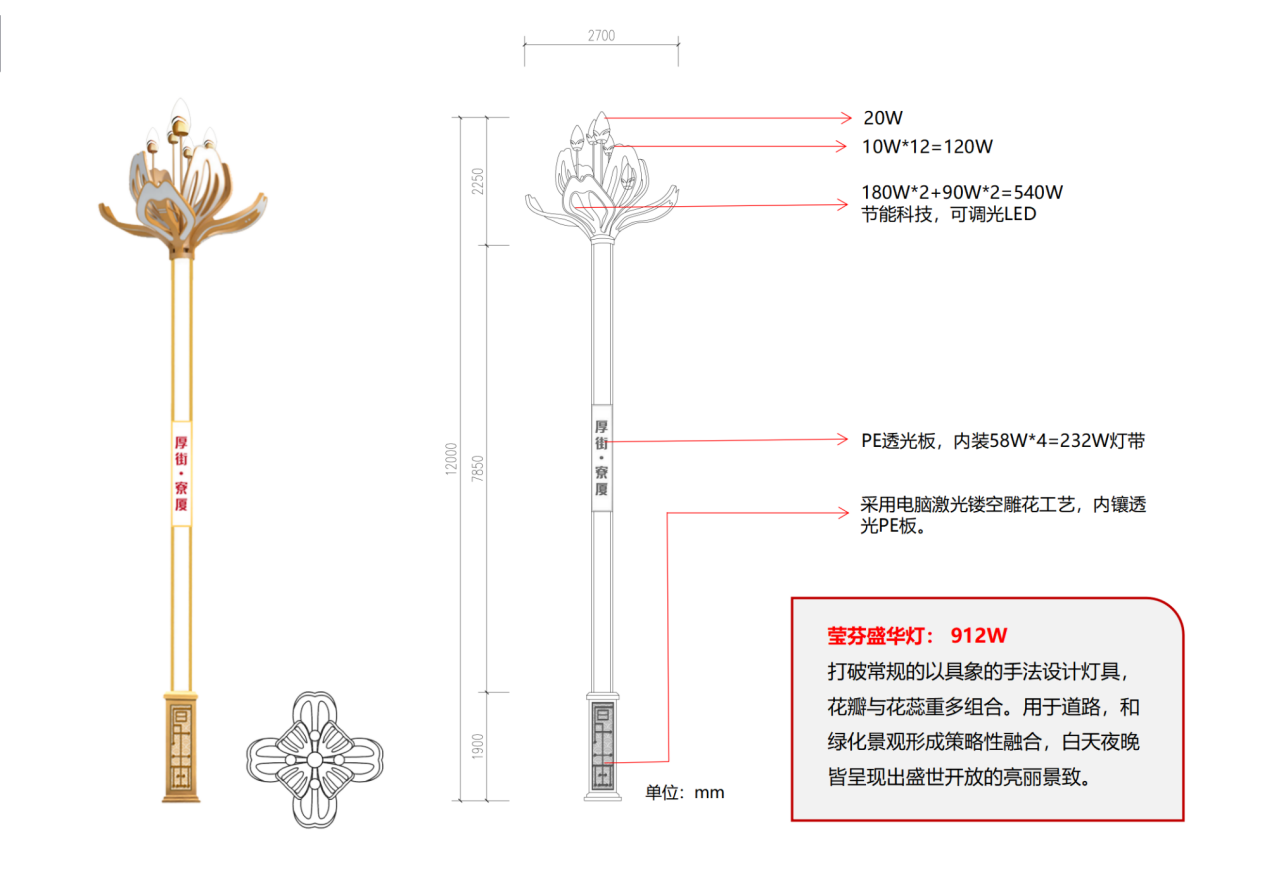 2700
20W
10W*12=120W
180W*2+90W*2=540W
节能科技，可调光LED
2250
12000
7850
1900
厚街·寮厦
厚街·寮厦
PE透光板，内装58W*4=232W灯带
采用电脑激光镂空雕花工艺，内镶透
光PE板。
单位：mm
莹芬盛华灯： 912W
打破常规的以具象的手法设计灯具，
花瓣与花蕊重多组合。用于道路，和
绿化景观形成策略性融合，白天夜晚
皆呈现出盛世开放的亮丽景致。